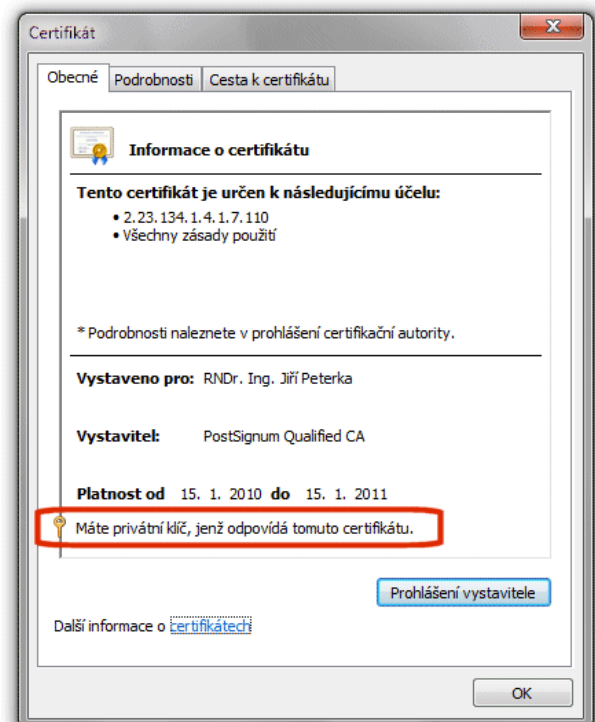 Certifikát
Obecné Podrobnosti Cesta k certifikátu
Informace o certifikátu
Tento certifikát je určen k následujícímu účelu:
• 2.23.134.1.4.1.7.110
• Všechny zásady použití
* Podrobnosti naleznete v prohlášení certifikační autority.
Vystaveno pro: RNDr. Ing. Jiří Peterka
Vystavitel: PostSignum Qualified CA
Platnost od 15. 1. 2010 do 15. 1. 2011
Máte privátní klíč, jenž odpovídá tomuto certifikátu.
Prohlášení vystavitele
Další informace o certifikátech
OK